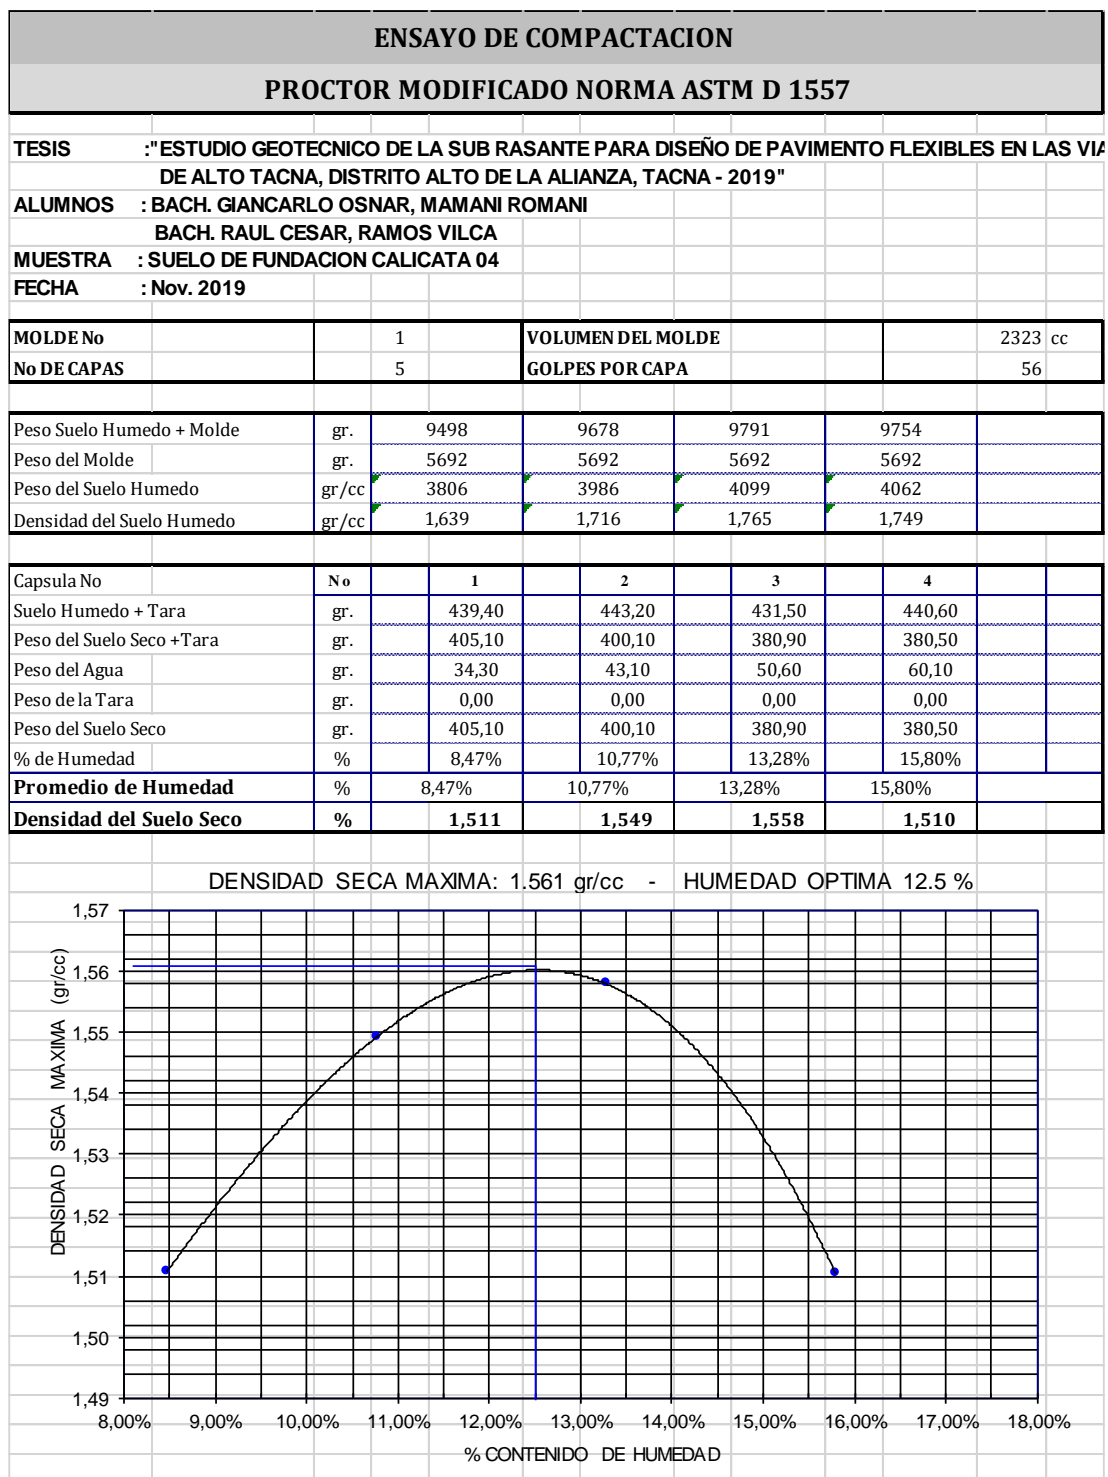 ENSAYO DE COMPACTACION
PROCTOR MODIFICADO NORMA ASTM D 1557
TESIS :"ESTUDIO GEOTECNICO DE LA SUB RASANTE PARA DISEÑO DE PAVIMENTO FLEXIBLES EN LAS VIA
DE ALTO TACNA, DISTRITO ALTO DE LA ALIANZA, TACNA - 2019"
ALUMNOS : BACH. GIANCARLO OSNAR, MAMANI ROMANI
BACH. RAUL CESAR, RAMOS VILCA
MUESTRA : SUELO DE FUNDACION CALICATA 04
FECHA : Nov. 2019
MOLDE No 1 VOLUMEN DEL MOLDE 2323 cc
No DE CAPAS 5 GOLPES POR CAPA 56
Peso Suelo Humedo + Molde gr. 9498 9678 9791 9754
Peso del Molde gr. 5692 5692 5692 5692
Peso del Suelo Humedo gr/cc 3806 3986 4099 4062
Densidad del Suelo Humedo gr/cc 1,639 1,716 1,765 1,749
Capsula No No 1 2 3 4
Suelo Humedo + Tara gr. 439,40 443,20 431,50 440,60
Peso del Suelo Seco +Tara gr. 405,10 400,10 380,90 380,50
Peso del Agua gr. 34,30 43,10 50,60 60,10
Peso de la Tara gr. 0,00 0,00 0,00 0,00
Peso del Suelo Seco gr. 405,10 400,10 380,90 380,50
% de Humedad % 8,47% 10,77% 13,28% 15,80%
Promedio de Humedad % 8,47% 10,77% 13,28% 15,80%
Densidad del Suelo Seco % 1,511 1,549 1,558 1,510
DENSIDAD SECA MAXIMA: 1.561 gr/cc - HUMEDAD OPTIMA 12.5 %
DENSIDAD SECA MAXIMA (gr/cc)
1,57
1,56
1,55
1,54
1,53
1,52
1,51
1,50
1,49
8,00% 9,00% 10,00% 11,00% 12,00% 13,00% 14,00% 15,00% 16,00% 17,00% 18,00%
% CONTENIDO DE HUMEDAD